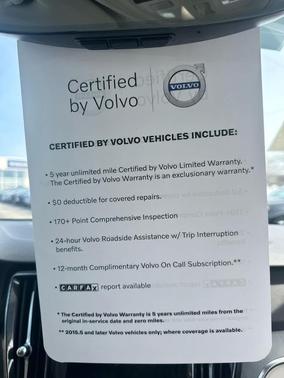 Certified
by Volvo
VOLVO
CERTIFIED BY VOLVO VEHICLES INCLUDE:
• 5 year unlimited mile Certified by Volvo Limited Warranty.
The Certified by Volvo Warranty is an exclusionary warranty.*
• $0 deductible for covered repairs.
• 170+ Point Comprehensive Inspection
• 24-hour Volvo Roadside Assistance w/ Trip Interruption
benefits.
• 12-month Complimentary Volvo On Call Subscription.**
• CARFAX report available
* The Certified by Volvo Warranty is 5 years unlimited miles from the
original in-service date and zero miles.
** 2015.5 and later Volvo vehicles only; where coverage is available.